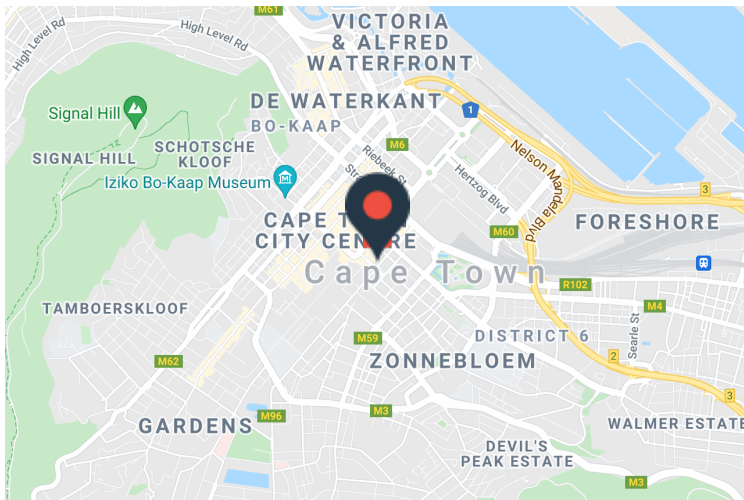 M61
High Level Rd
High Level Rd
VICTORIA
& ALFRED
WATERFRONT
DE WATERKANT
1
Signal Hill
BO-KAAP
M6
SCHOTSCHE
KLOOF
SIGNAL HILL
Riebeek St
Nelson Mandela Blvd
Iziko Bo-Kaap Museum
Hertzog Blvd
3
CAPE T
CITY CENTRE
M60
FORESHORE
Cape Town
R102
TAMBOERSKLOOF
M4
M59
DISTRICT 6
Searle St
M62
ZONNEBLOEM
2
3
M96
M3
GARDENS
WALMER ESTATE
DEVIL'S
PEAK ESTATE
M3